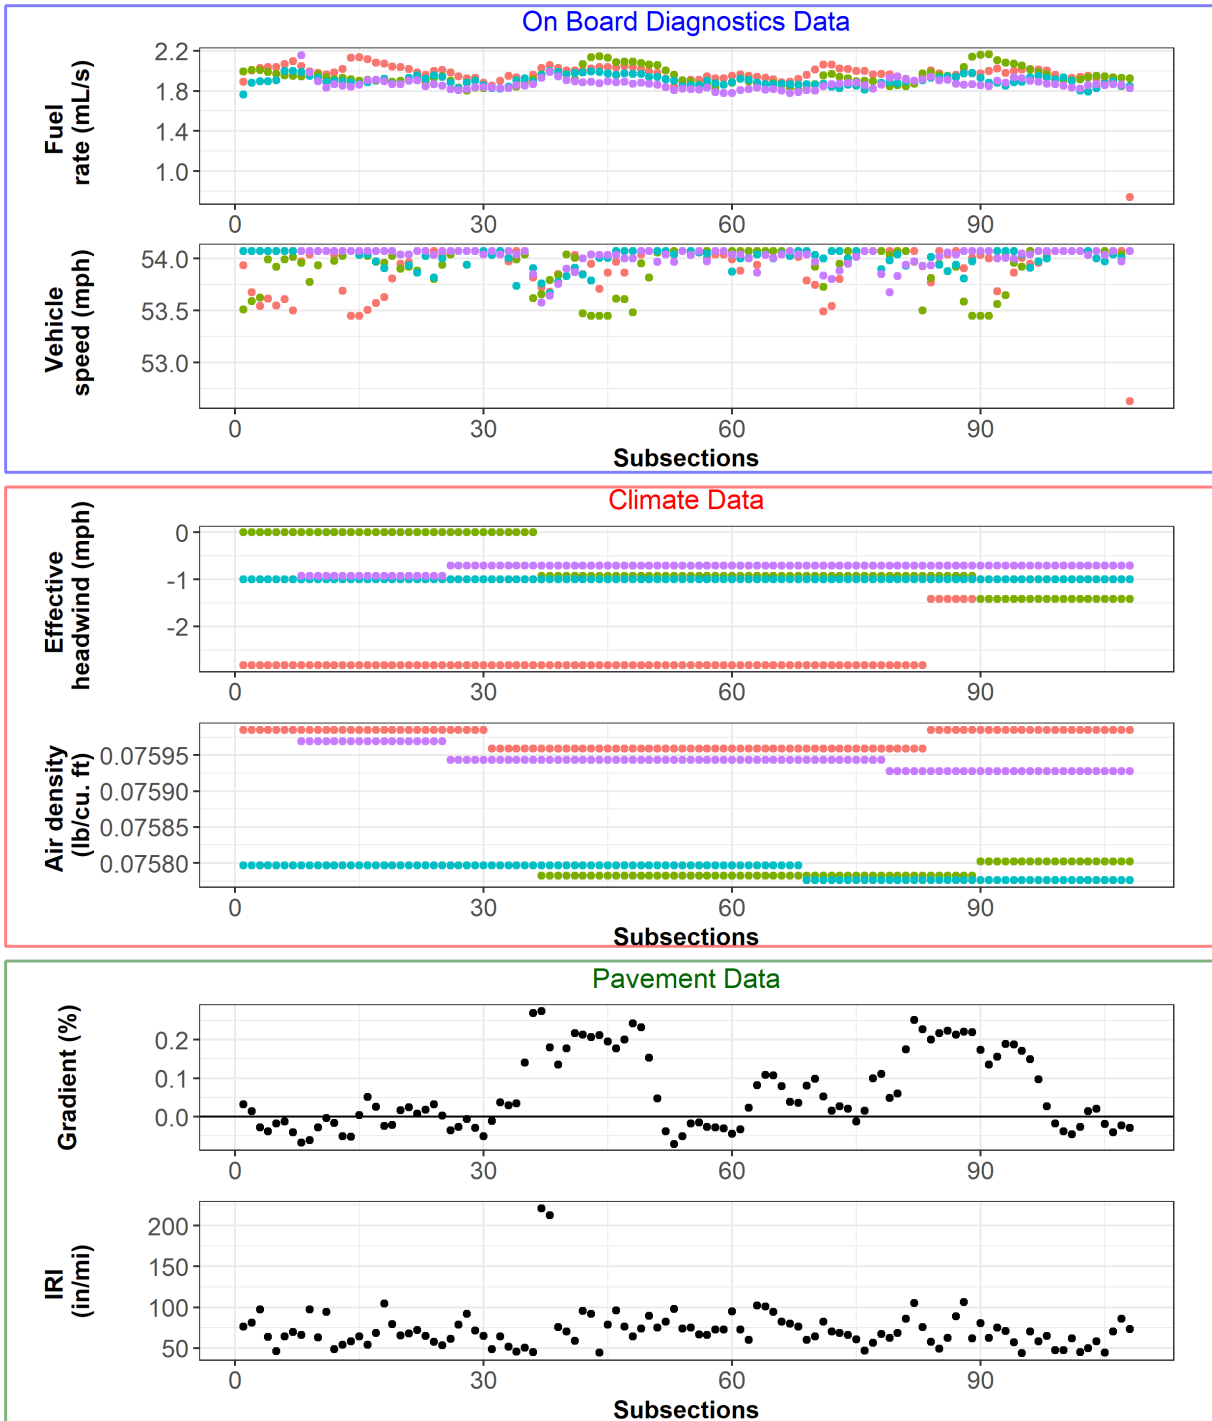 On Board Diagnostics Data
Fuel
rate (mL/s)
2.2
1.8
1.4
1.0
0 30 60 90
Vehicle
speed (mph)
54.0
53.5
53.0
0 30 60 90
Subsections
Climate Data
Effective
headwind (mph)
0
-1
-2
0 30 60 90
Air density
(lb/cu. ft)
0.07595
0.07590
0.07585
0.07580
0 30 60 90
Subsections
Pavement Data
Gradient (%)
0.2
0.1
0.0
0 30 60 90
IRI
(in/mi)
200
150
100
50
0 30 60 90
Subsections